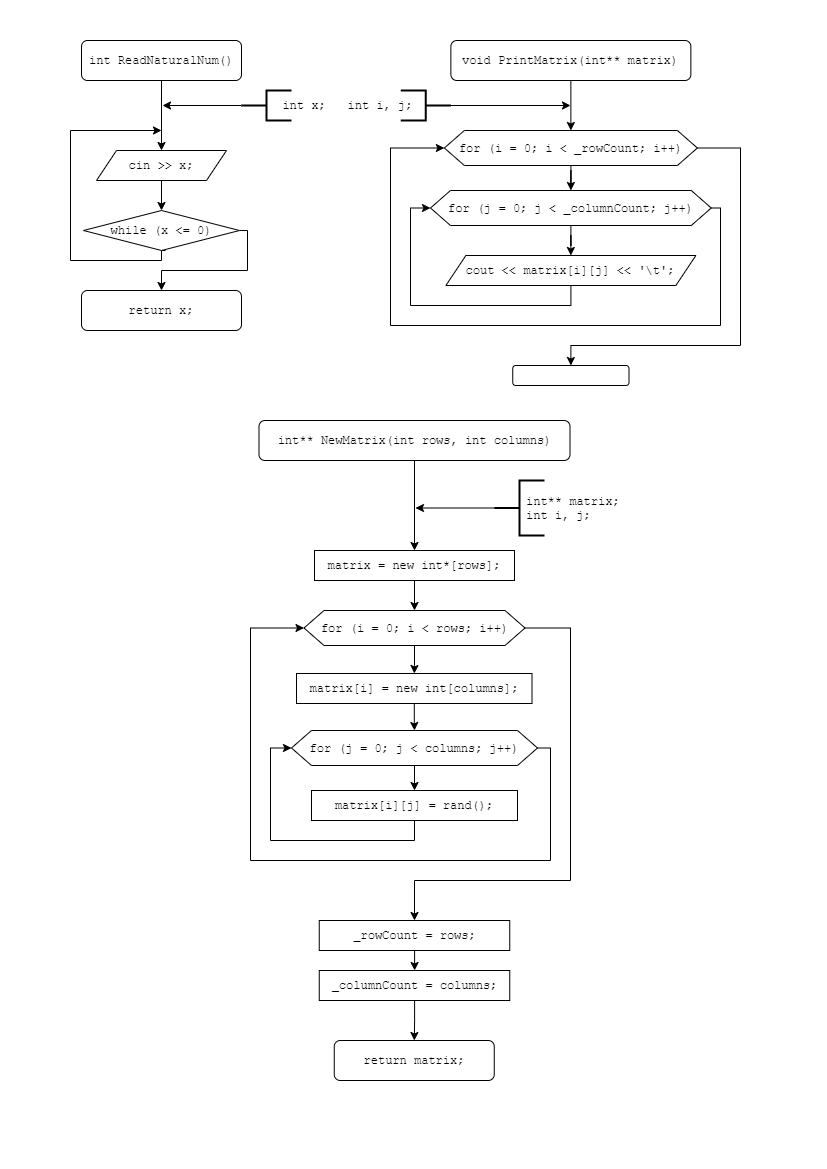 int ReadNaturalNum()
int x;
cin >> x;
while (x <= 0)
return x;
void PrintMatrix(int** matrix)
int i, j;
for (i = 0; i < _rowCount; i++)
for (j = 0; j < _columnCount; j++)
cout << matrix[i][j] << '\t';
int** NewMatrix(int rows, int columns)
int** matrix;
int i, j;
matrix = new int*[rows];
for (i = 0; i < rows; i++)
matrix[i] = new int[columns];
for (j = 0; j < columns; j++)
matrix[i][j] = rand();
_rowCount = rows;
_columnCount = columns;
return matrix;